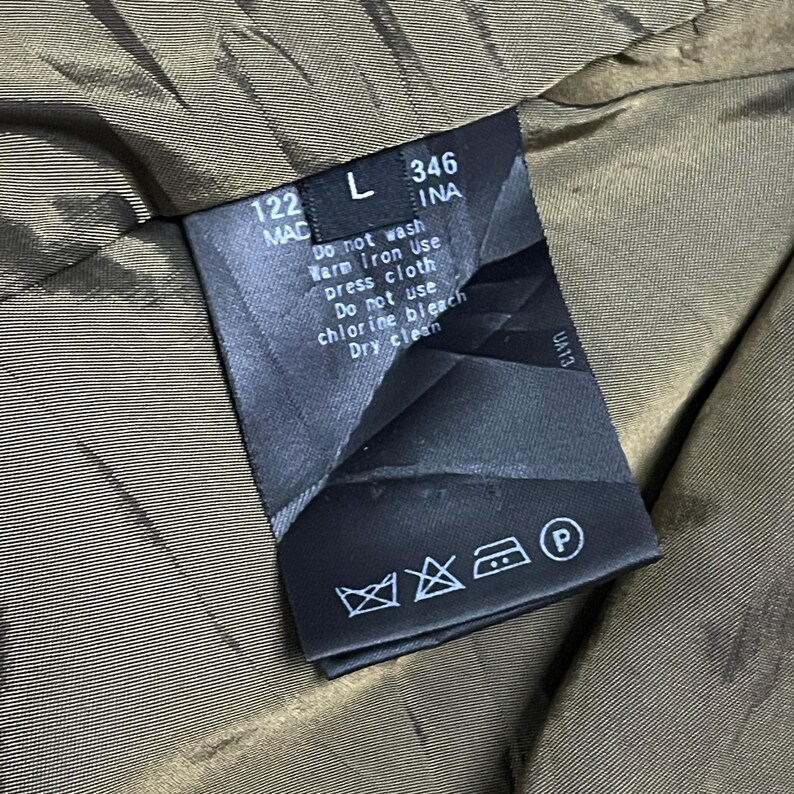 122 L 346
MAD INA
Do not wash
Warm Iron Use
press cloth
Do not use
chlorine bleach
Dry clean
UA13
P